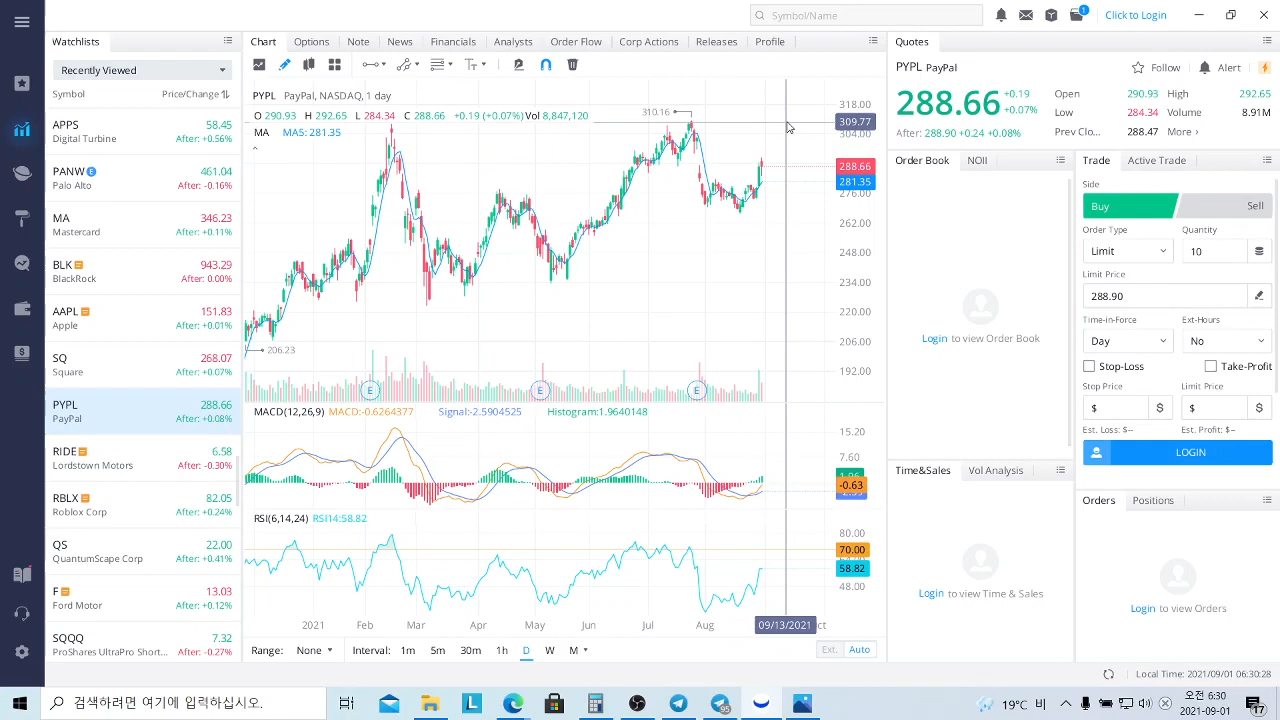 Symbol/Name
1
Click to Login
Watchlists
Recently Viewed
Symbol Price/Change
APPS 58.45
Digital Turbine After: +0.56%
PANW E 461.04
Palo Alto After: -0.16%
MA 346.23
Mastercard After: +0.11%
BLK 943.29
BlackRock After: 0.00%
AAPL 151.83
Apple After: +0.01%
SQ 268.07
Square After: +0.07%
PYPL 288.66
PayPal After: +0.08%
RIDE 6.58
Lordstown Motors After: -0.30%
RBLX 82.05
Roblox Corp After: +0.24%
QS 22.00
QuantumScape Corp After: +0.41%
F 13.03
Ford Motor After: +0.12%
SQQQ 7.32
ProShares UltraPro Short... After: -0.27%
Chart Options Note News Financials Analysts Order Flow Corp Actions Releases Profile
PYPL PayPal, NASDAQ, 1 day
O 290.93 H 292.65 L 284.34 C 288.66 +0.19 (+0.07%) Vol 8,847,120
MA MA5: 281.35
310.16
206.23
318.00
309.77
304.00
288.66
281.35
276.00
262.00
248.00
234.00
220.00
206.00
192.00
E E E
MACD(12,26,9) MACD:-0.6264377 Signal:-2.5904525 Histogram:1.9640148
15.20
7.60
-0.63
RSI(6,14,24) RSI14:58.82
80.00
70.00
58.82
48.00
2021 Feb Mar Apr May Jun Jul Aug 09/13/2021
Range: None Interval: 1m 5m 30m 1h D W M Ext. Auto
Quotes
PYPL PayPal Follow Alert
288.66 +0.19 +0.07%
After: 288.90 +0.24 +0.08%
Open 290.93 High 292.65
Low 284.34 Volume 8.91M
Prev Clo... 288.47 More ›
Order Book NOII
Login to view Order Book
Time&Sales Vol Analysis
Login to view Time & Sales
Trade Active Trade
Side
Buy Sell
Order Type Quantity
Limit 10
Limit Price
288.90
Time-in-Force Ext-Hours
Day No
Stop-Loss Take-Profit
Stop Price Limit Price
$ $ $ $
Est. Loss: $-- Est. Profit: $--
LOGIN
Orders Positions
Login to view Orders
Local Time: 2021/09/01 06:30:28
검색하려면 여기에 입력하십시오
L
95
19°C 비
오전 6:30
2021-09-01
17